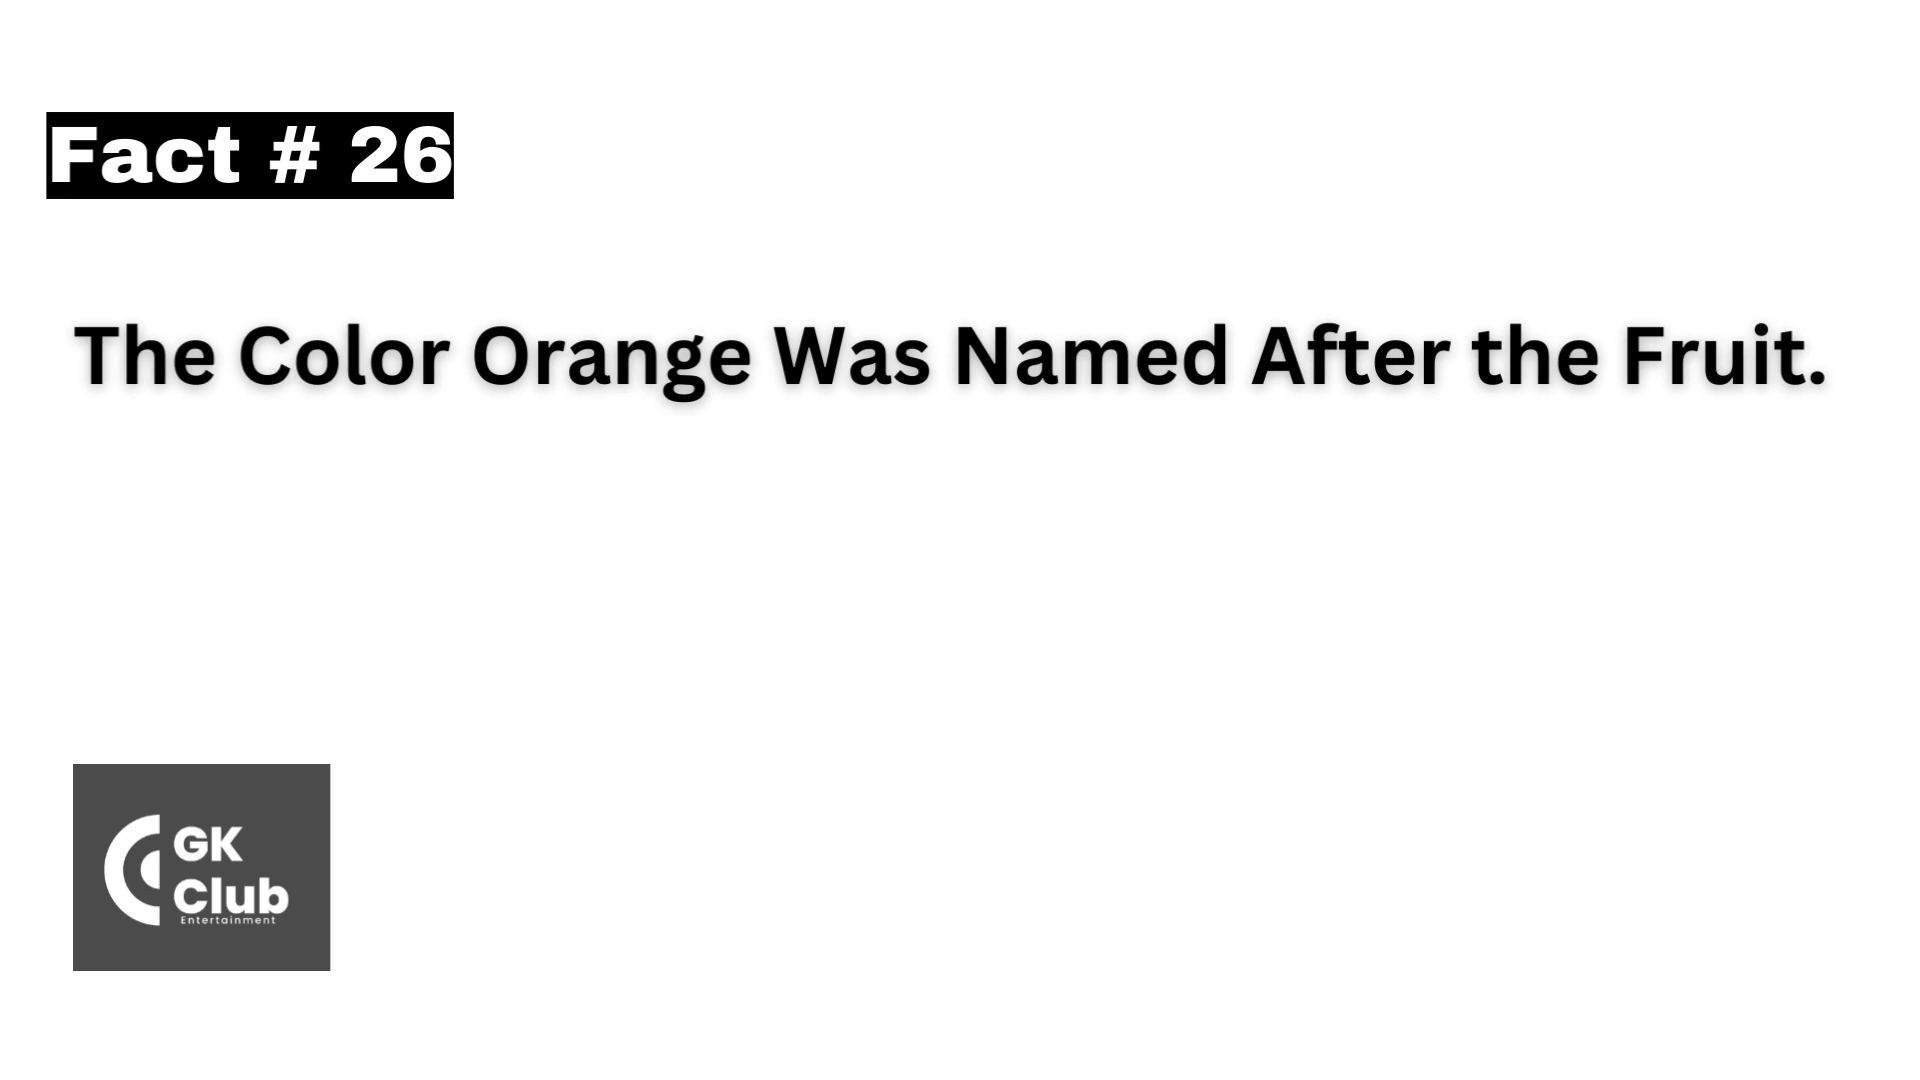 Fact # 26
The Color Orange Was Named After the Fruit.
GK
Club
Entertainment